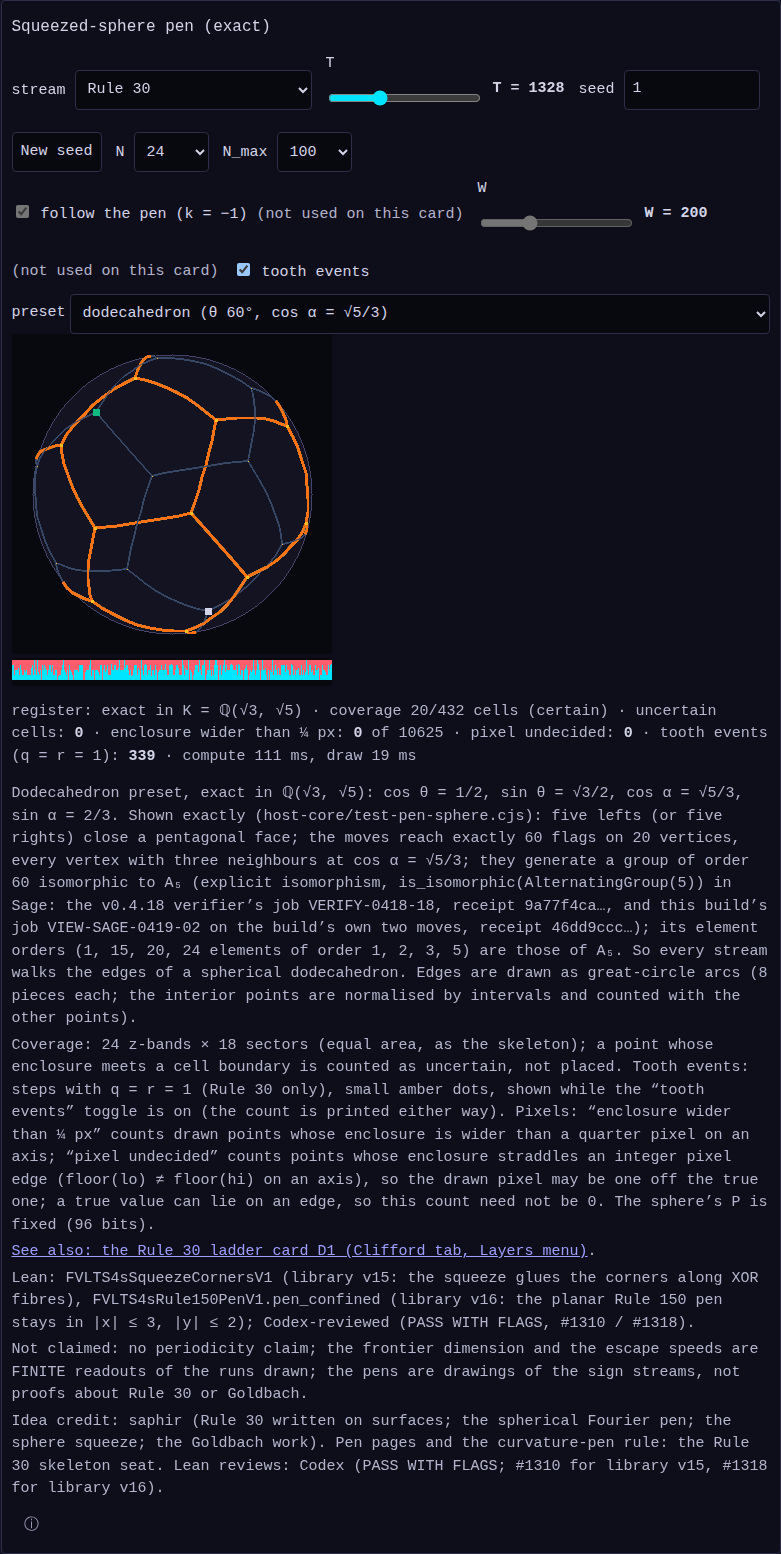 Squeezed-sphere pen (exact)
T
stream Rule 30 T = 1328 seed 1
New seed N 24 N_max 100
W
follow the pen (k = −1) (not used on this card) W = 200
(not used on this card) tooth events
preset dodecahedron (θ 60°, cos α = √5/3)
register: exact in K = ℚ(√3, √5) · coverage 20/432 cells (certain) · uncertain
cells: 0 · enclosure wider than ¼ px: 0 of 10625 · pixel undecided: 0 · tooth events
(q = r = 1): 339 · compute 111 ms, draw 19 ms
Dodecahedron preset, exact in ℚ(√3, √5): cos θ = 1/2, sin θ = √3/2, cos α = √5/3,
sin α = 2/3. Shown exactly (host-core/test-pen-sphere.cjs): five lefts (or five
rights) close a pentagonal face; the moves reach exactly 60 flags on 20 vertices,
every vertex with three neighbours at cos α = √5/3; they generate a group of order
60 isomorphic to A₅ (explicit isomorphism, is_isomorphic(AlternatingGroup(5)) in
Sage: the v0.4.18 verifier’s job VERIFY-0418-18, receipt 9a77f4ca…, and this build’s
job VIEW-SAGE-0419-02 on the build’s own two moves, receipt 46dd9ccc…); its element
orders (1, 15, 20, 24 elements of order 1, 2, 3, 5) are those of A₅. So every stream
walks the edges of a spherical dodecahedron. Edges are drawn as great-circle arcs (8
pieces each; the interior points are normalised by intervals and counted with the
other points).
Coverage: 24 z-bands × 18 sectors (equal area, as the skeleton); a point whose
enclosure meets a cell boundary is counted as uncertain, not placed. Tooth events:
steps with q = r = 1 (Rule 30 only), small amber dots, shown while the “tooth
events” toggle is on (the count is printed either way). Pixels: “enclosure wider
than ¼ px” counts drawn points whose enclosure is wider than a quarter pixel on an
axis; “pixel undecided” counts points whose enclosure straddles an integer pixel
edge (floor(lo) ≠ floor(hi) on an axis), so the drawn pixel may be one off the true
one; a true value can lie on an edge, so this count need not be 0. The sphere’s P is
fixed (96 bits).
See also: the Rule 30 ladder card D1 (Clifford tab, Layers menu).
Lean: FVLTS4sSqueezeCornersV1 (library v15: the squeeze glues the corners along XOR
fibres), FVLTS4sRule150PenV1.pen_confined (library v16: the planar Rule 150 pen
stays in |x| ≤ 3, |y| ≤ 2); Codex-reviewed (PASS WITH FLAGS, #1310 / #1318).
Not claimed: no periodicity claim; the frontier dimension and the escape speeds are
FINITE readouts of the runs drawn; the pens are drawings of the sign streams, not
proofs about Rule 30 or Goldbach.
Idea credit: saphir (Rule 30 written on surfaces; the spherical Fourier pen; the
sphere squeeze; the Goldbach work). Pen pages and the curvature-pen rule: the Rule
30 skeleton seat. Lean reviews: Codex (PASS WITH FLAGS; #1310 for library v15, #1318
for library v16).
ⓘ